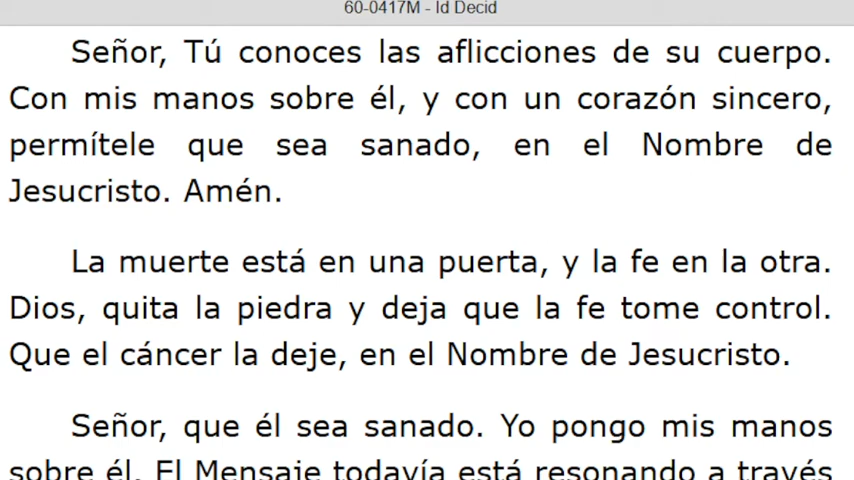 60-0417M - Id Decid
Señor, Tú conoces las aflicciones de su cuerpo.
Con mis manos sobre él, y con un corazón sincero,
permítele que sea sanado, en el Nombre de
Jesucristo. Amén.
La muerte está en una puerta, y la fe en la otra.
Dios, quita la piedra y deja que la fe tome control.
Que el cáncer la deje, en el Nombre de Jesucristo.
Señor, que él sea sanado. Yo pongo mis manos
sobre él. El Mensaje todavía está resonando a través